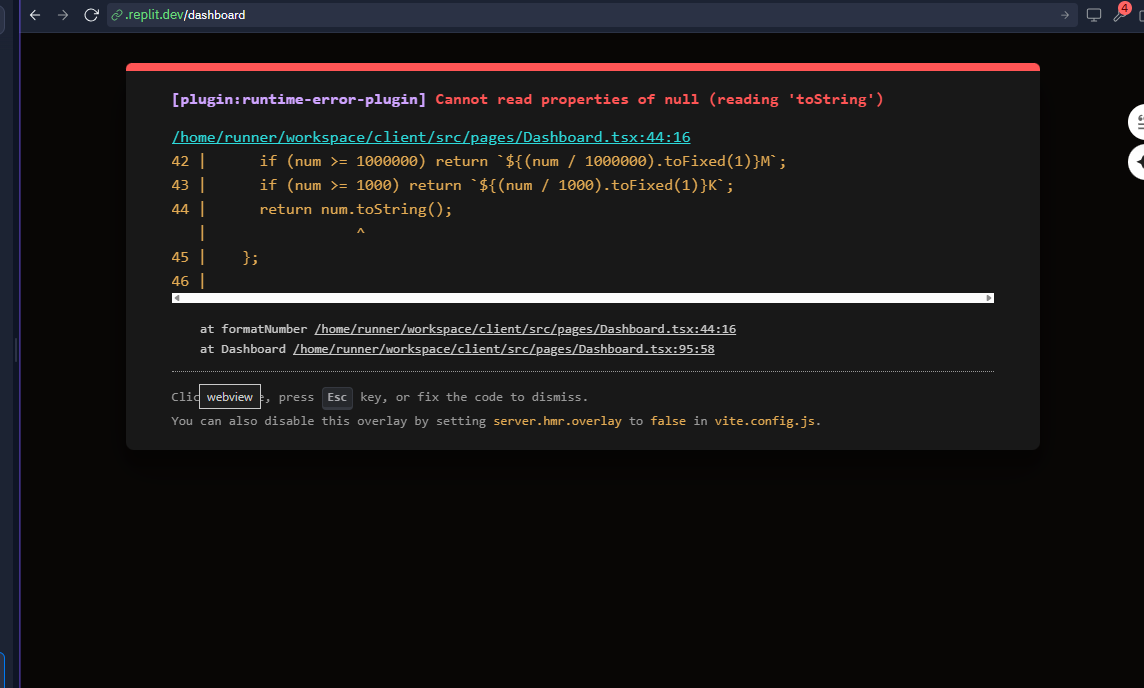 .replit.dev/dashboard
4
[plugin:runtime-error-plugin] Cannot read properties of null (reading 'toString')
/home/runner/workspace/client/src/pages/Dashboard.tsx:44:16
42 |      if (num >= 1000000) return `${(num / 1000000).toFixed(1)}M`;
43 |      if (num >= 1000) return `${(num / 1000).toFixed(1)}K`;
44 |      return num.toString();
   |                 ^
45 |    };
46 |
at formatNumber /home/runner/workspace/client/src/pages/Dashboard.tsx:44:16
at Dashboard /home/runner/workspace/client/src/pages/Dashboard.tsx:95:58
Clic webview e, press Esc key, or fix the code to dismiss.
You can also disable this overlay by setting server.hmr.overlay to false in vite.config.js.